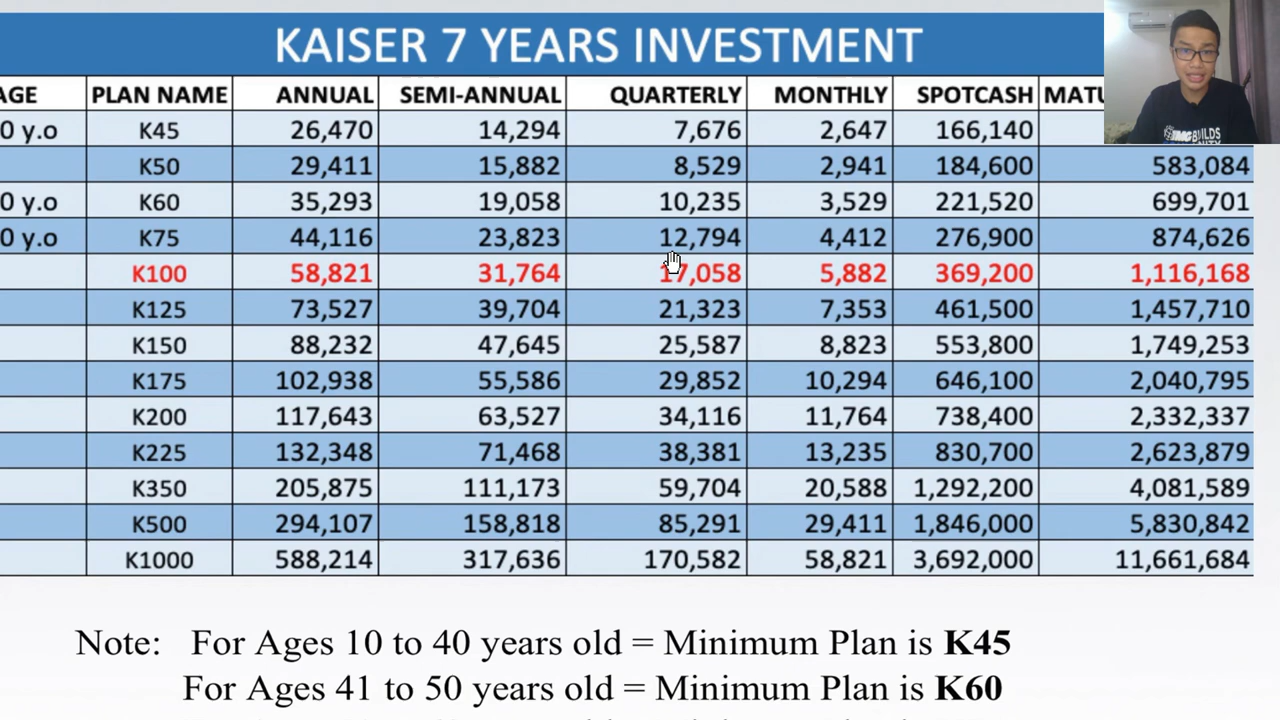 KAISER 7 YEARS INVESTMENT
AGE PLAN NAME ANNUAL SEMI-ANNUAL QUARTERLY MONTHLY SPOTCASH MATU
0 y.o K45 26,470 14,294 7,676 2,647 166,140
K50 29,411 15,882 8,529 2,941 184,600 583,084
0 y.o K60 35,293 19,058 10,235 3,529 221,520 699,701
0 y.o K75 44,116 23,823 12,794 4,412 276,900 874,626
K100 58,821 31,764 17,058 5,882 369,200 1,116,168
K125 73,527 39,704 21,323 7,353 461,500 1,457,710
K150 88,232 47,645 25,587 8,823 553,800 1,749,253
K175 102,938 55,586 29,852 10,294 646,100 2,040,795
K200 117,643 63,527 34,116 11,764 738,400 2,332,337
K225 132,348 71,468 38,381 13,235 830,700 2,623,879
K350 205,875 111,173 59,704 20,588 1,292,200 4,081,589
K500 294,107 158,818 85,291 29,411 1,846,000 5,830,842
K1000 588,214 317,636 170,582 58,821 3,692,000 11,661,684
Note: For Ages 10 to 40 years old = Minimum Plan is K45
For Ages 41 to 50 years old = Minimum Plan is K60